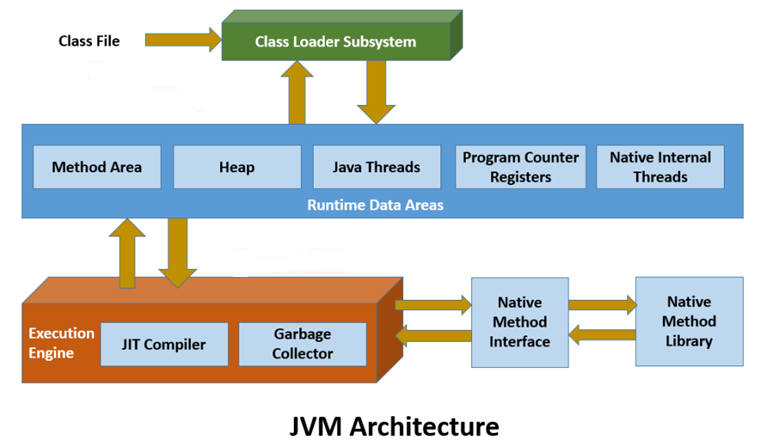 Class File
Class Loader Subsystem
Method Area
Heap
Java Threads
Program Counter
Registers
Native Internal
Threads
Runtime Data Areas
Execution
Engine
JIT Compiler
Garbage
Collector
Native
Method
Interface
Native
Method
Library
JVM Architecture